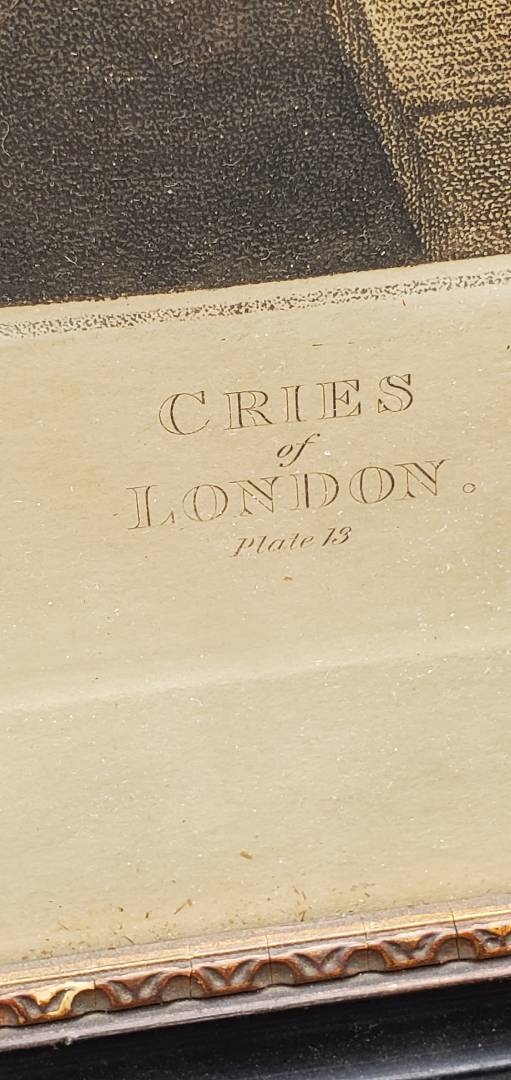 CRIES
of
LONDON.
Plate 13